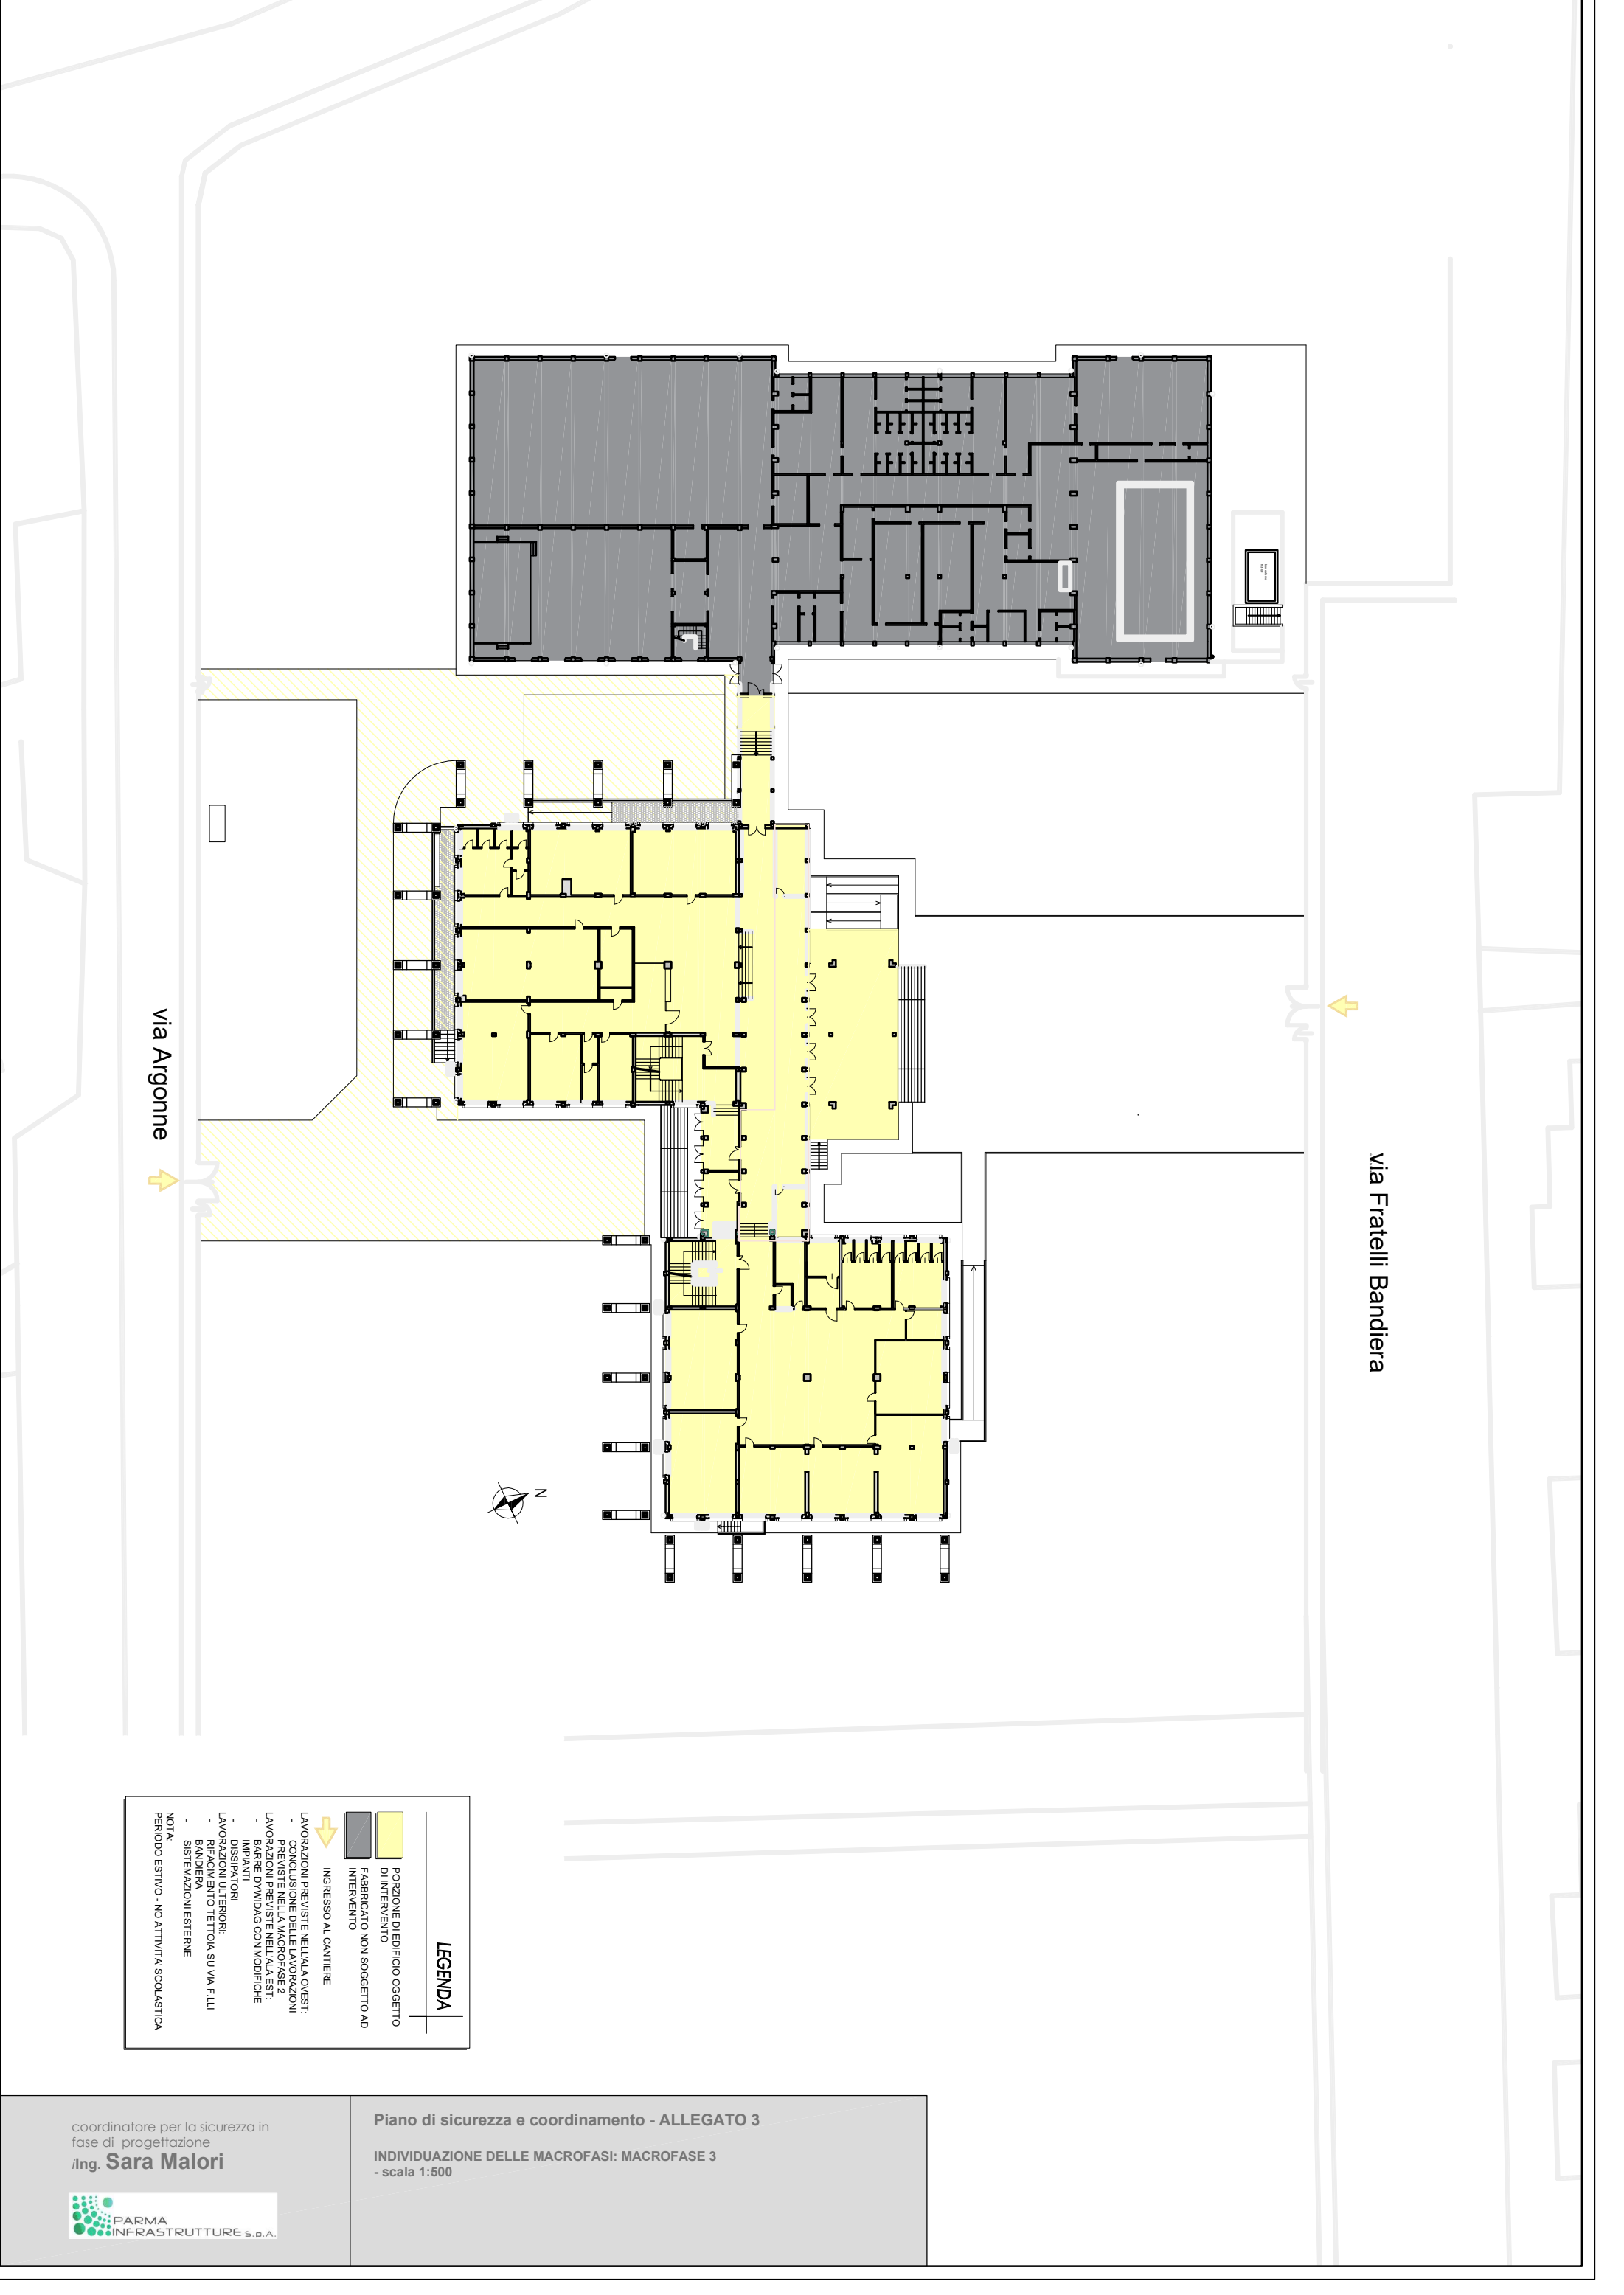 via Argonne
via Fratelli Bandiera
N
LEGENDA
PORZIONE DI EDIFICIO OGGETTO
DI INTERVENTO
FABBRICATO NON SOGGETTO AD
INTERVENTO
INGRESSO AL CANTIERE
LAVORAZIONI PREVISTE NELL'ALA OVEST:
- CONCLUSIONE DELLE LAVORAZIONI
PREVISTE NELLA MACROFASE 2
LAVORAZIONI PREVISTE NELL'ALA EST:
- BARRE DYWIDAG CON MODIFICHE
IMPIANTI
- DISSIPATORI
LAVORAZIONI ULTERIORI:
- RIFACIMENTO TETTOIA SU VIA F.LLI
BANDIERA
- SISTEMAZIONI ESTERNE
NOTA:
PERIODO ESTIVO - NO ATTIVITA' SCOLASTICA
coordinatore per la sicurezza in
fase di progettazione
Ing. Sara Malori
PARMA
INFRASTRUTTURE S.p.A.
Piano di sicurezza e coordinamento - ALLEGATO 3
INDIVIDUAZIONE DELLE MACROFASI: MACROFASE 3
- scala 1:500